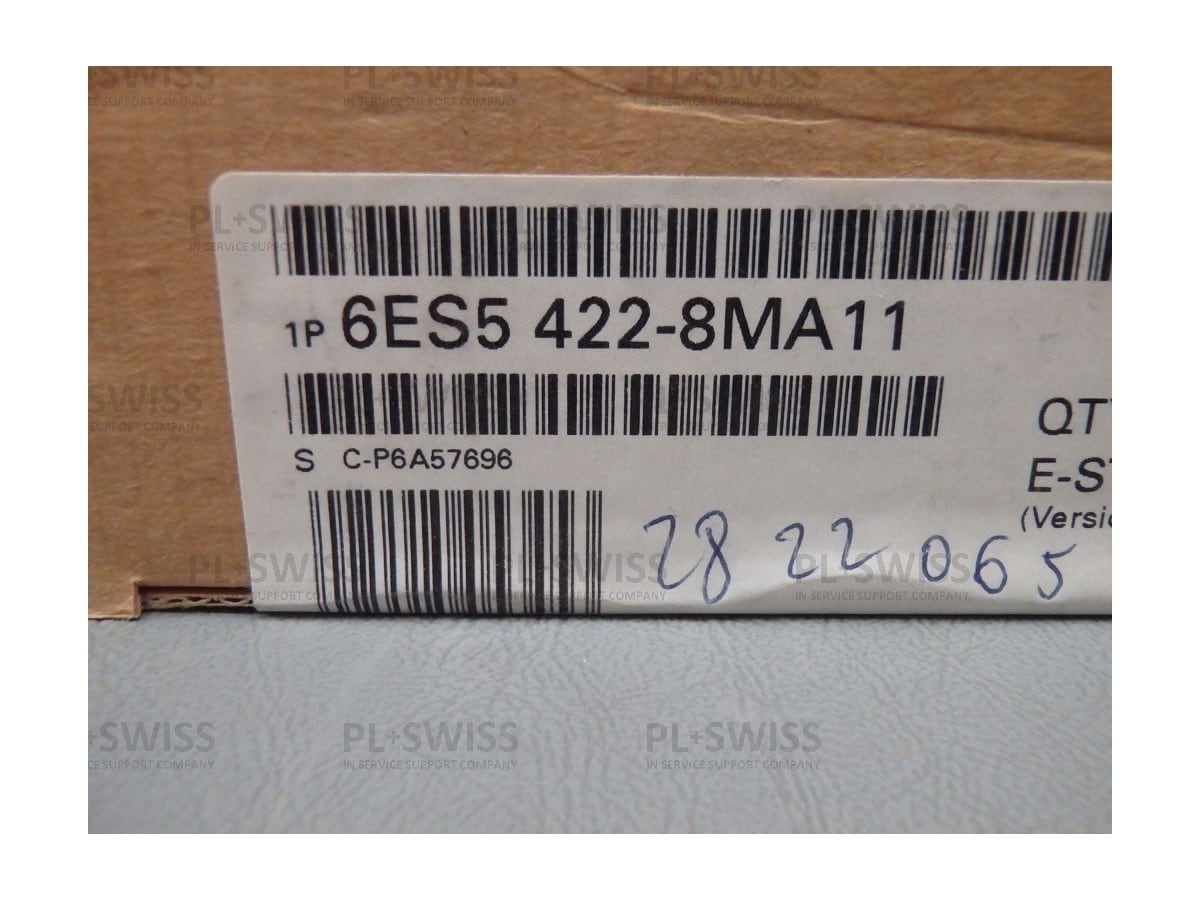 PL+SWISS
IN SERVICE SUPPORT COMPANY
1P 6ES5 422-8MA11
QT
S C-P6A57696
E-S
(Versi
28 22 065